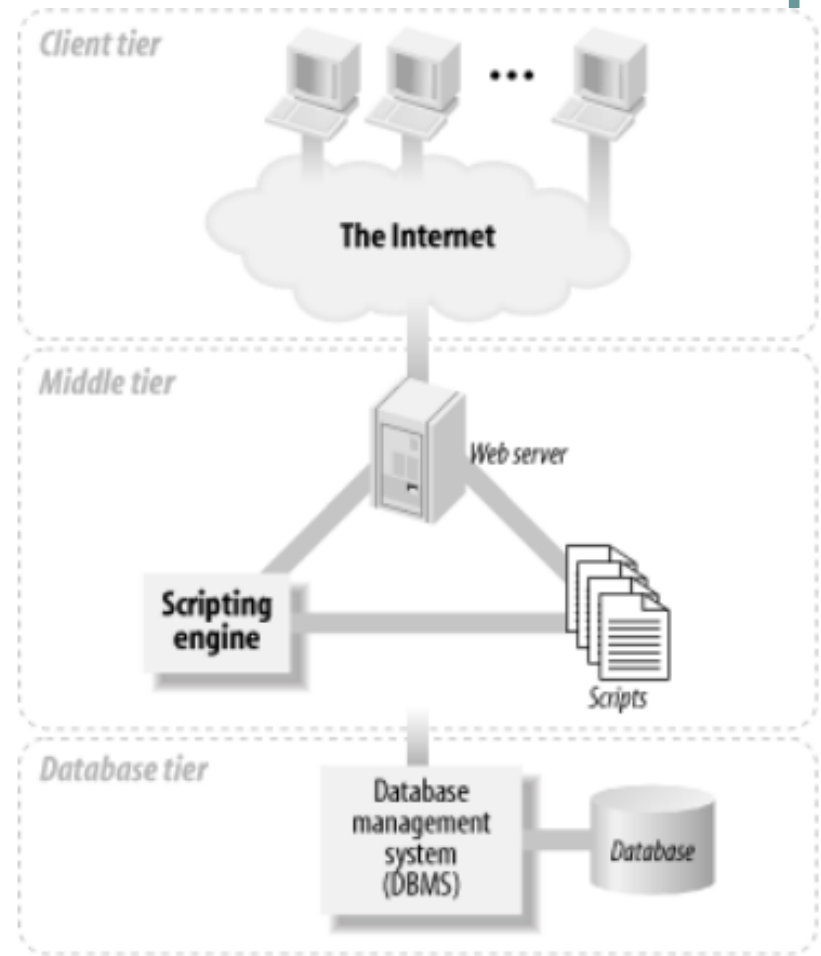 Client tier
The Internet
Middle tier
Web server
Scripting
engine
Scripts
Database tier
Database
management
system
(DBMS)
Database